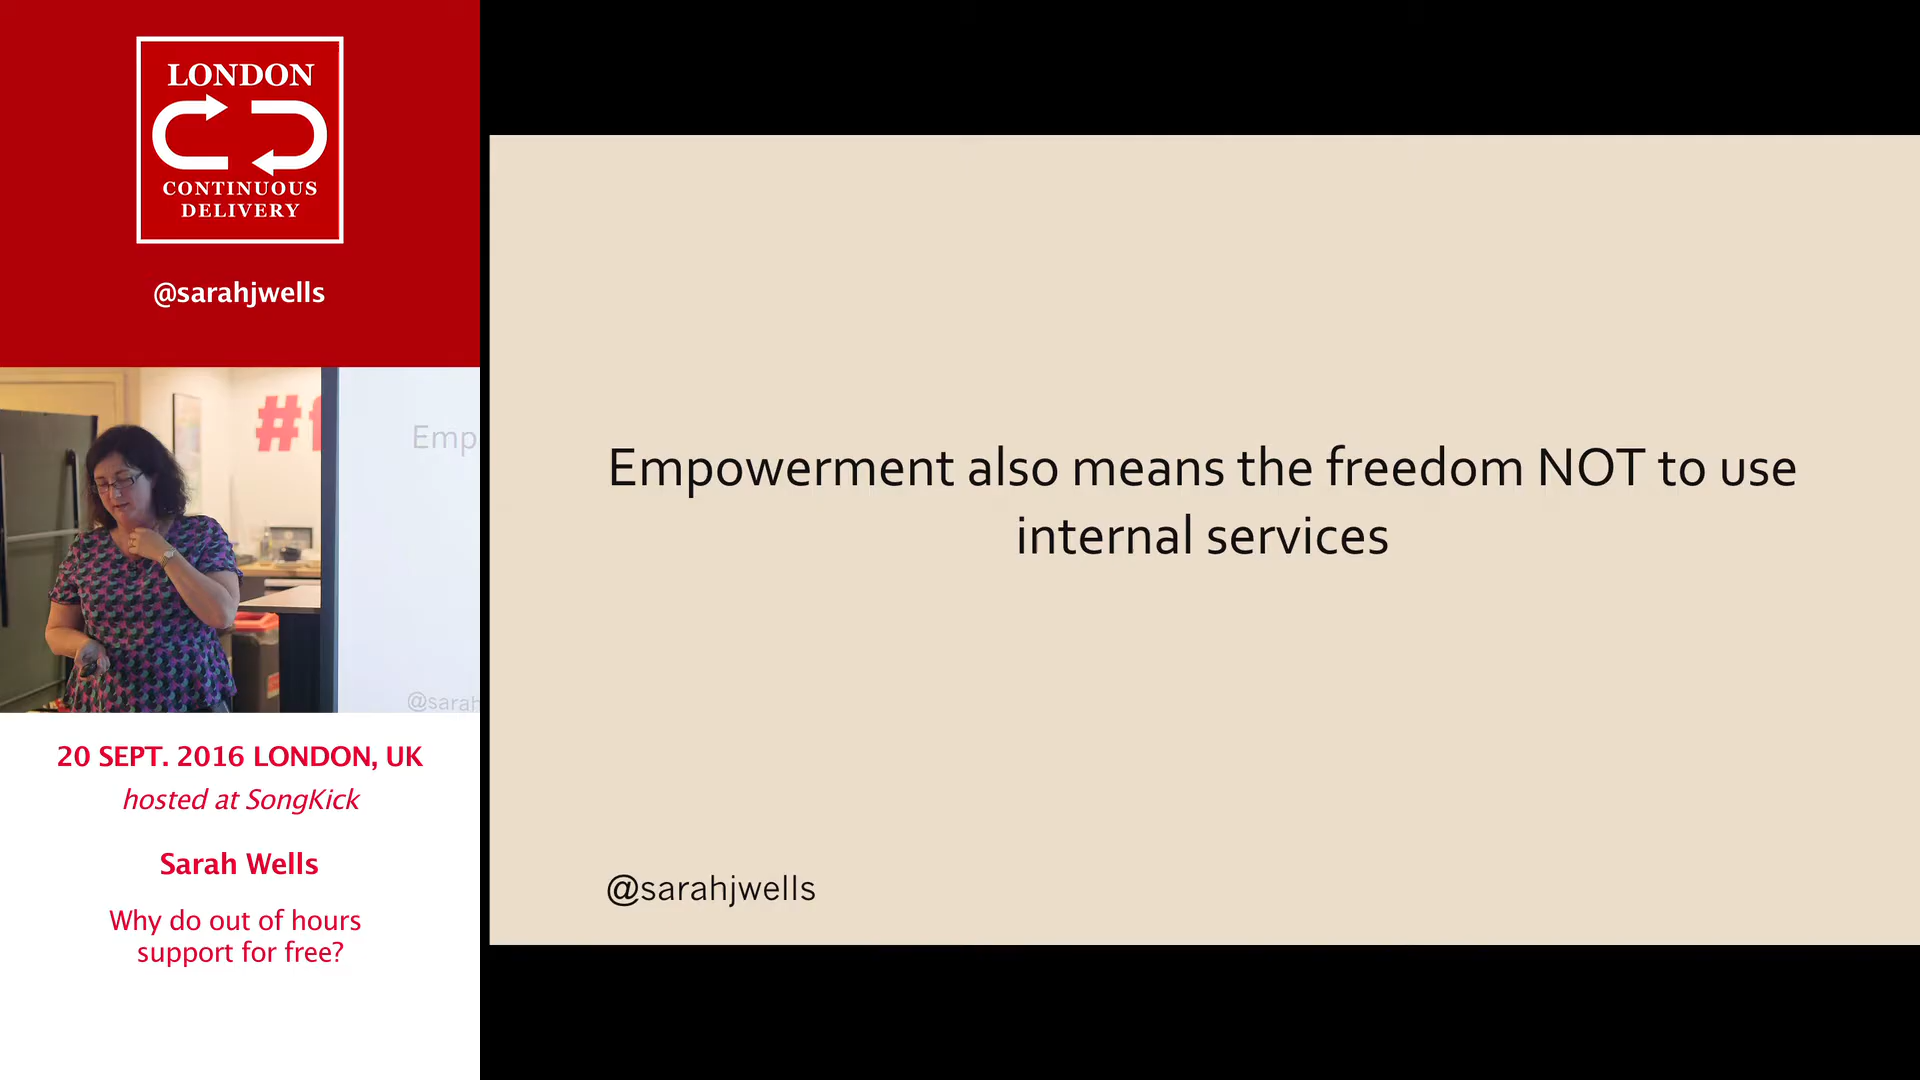 LONDON
CONTINUOUS
DELIVERY
@sarahjwells
#f
Emp
@sarah
20 SEPT. 2016 LONDON, UK
hosted at SongKick
Sarah Wells
Why do out of hours
support for free?
Empowerment also means the freedom NOT to use
internal services
@sarahjwells